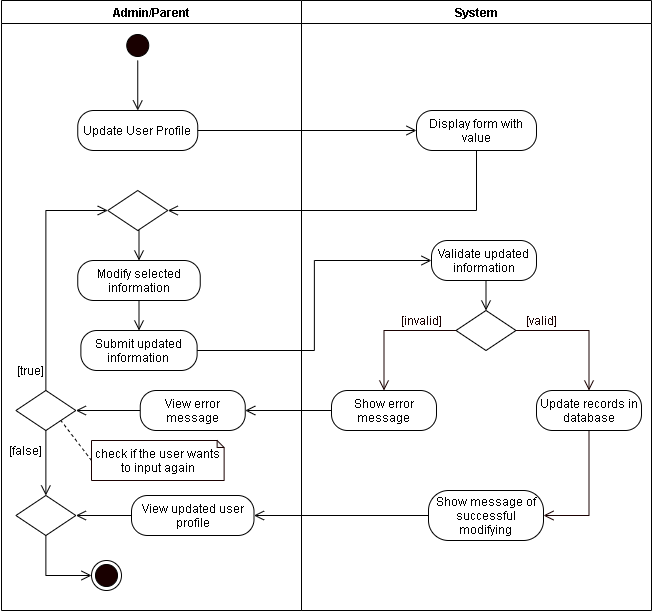 Admin/Parent
System
Update User Profile
Display form with
value
Modify selected
information
Validate updated
information
Submit updated
information
[invalid]
[valid]
[true]
View error
message
Show error
message
Update records in
database
[false]
check if the user wants
to input again
View updated user
profile
Show message of
successful
modifying